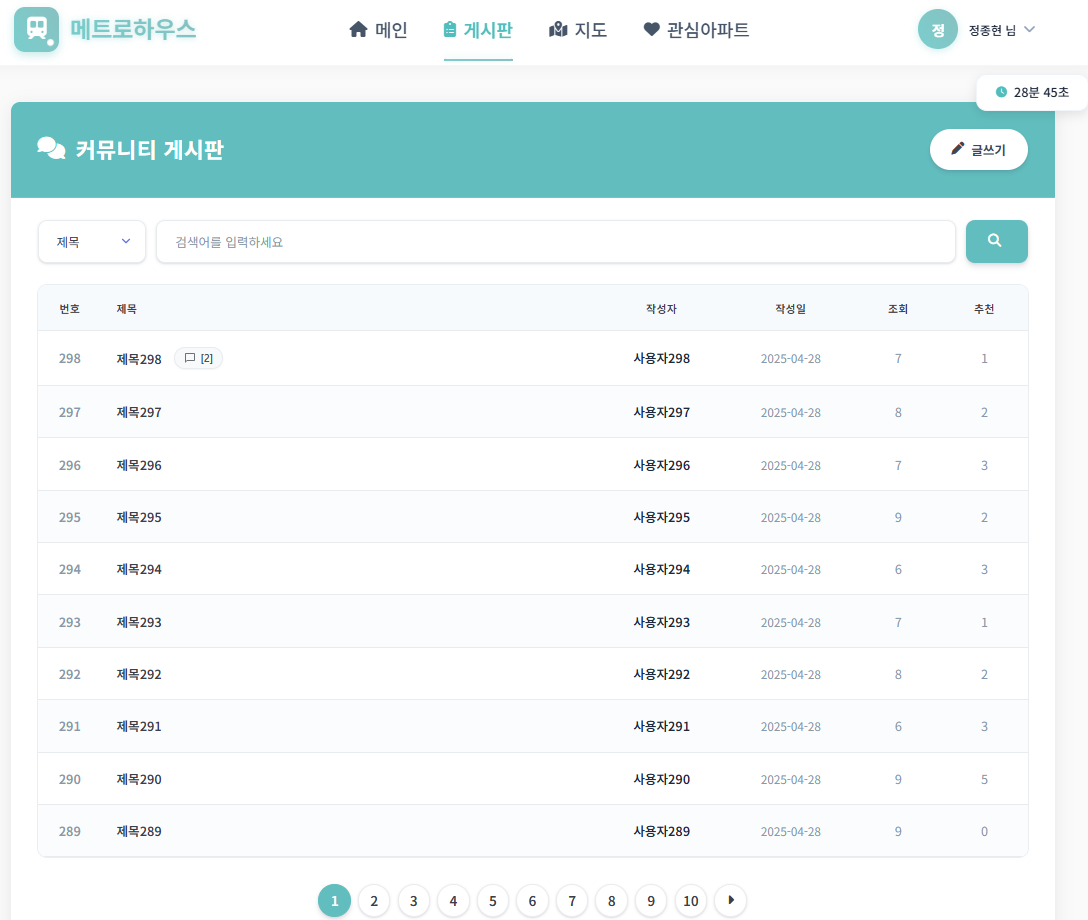 메트로하우스 메인 게시판 지도 관심아파트 정 정종현 님
28분 45초
커뮤니티 게시판 글쓰기
제목 검색어를 입력하세요
번호 제목 작성자 작성일 조회 추천
298 제목298 [2] 사용자298 2025-04-28 7 1
297 제목297 사용자297 2025-04-28 8 2
296 제목296 사용자296 2025-04-28 7 3
295 제목295 사용자295 2025-04-28 9 2
294 제목294 사용자294 2025-04-28 6 3
293 제목293 사용자293 2025-04-28 7 1
292 제목292 사용자292 2025-04-28 8 2
291 제목291 사용자291 2025-04-28 6 3
290 제목290 사용자290 2025-04-28 9 5
289 제목289 사용자289 2025-04-28 9 0
1 2 3 4 5 6 7 8 9 10